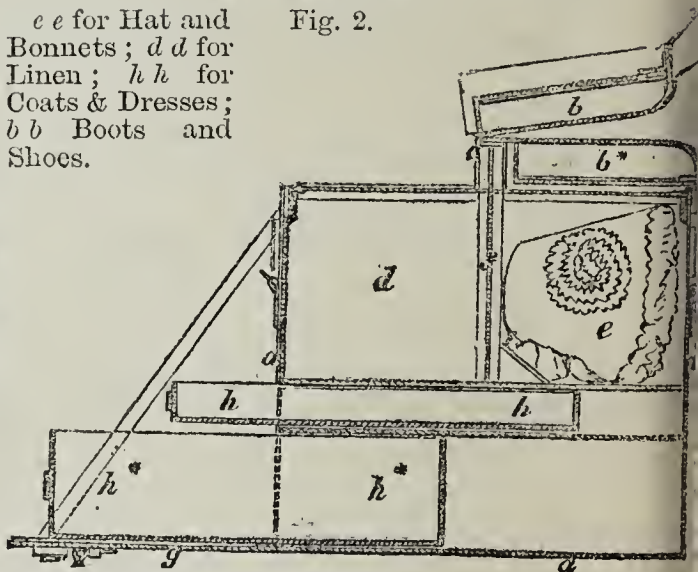 e e for Hat and
Bonnets ; d d for
Linen ; h h for
Coats & Dresses ;
b b Boots and
Shoes.
Fig. 2.
b
b*
c
d
e
a
h h
h* h*
g a